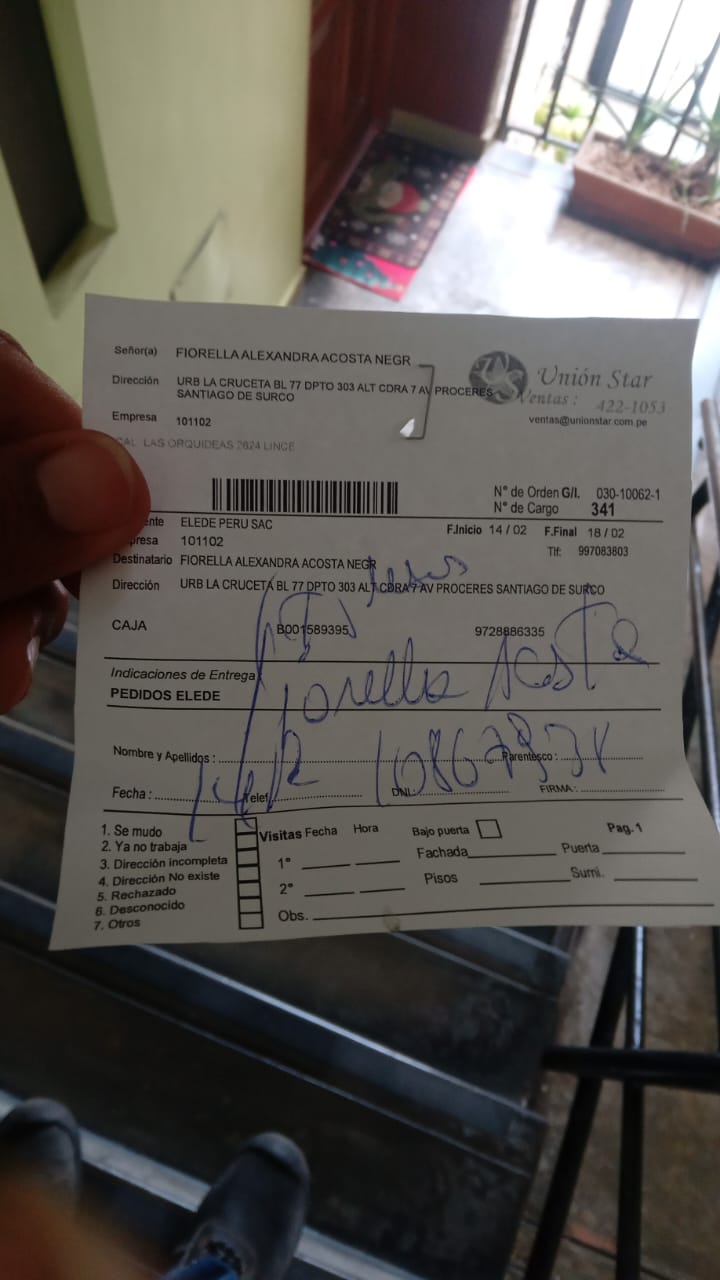 Señor(a) FIORELLA ALEXANDRA ACOSTA NEGR
Unión Star
Dirección URB LA CRUCETA BL 77 DPTO 303 ALT CDRA 7 AV PROCERES
SANTIAGO DE SURCO
Ventas : 422-1053
ventas@unionstar.com.pe
Empresa 101102
CAL LAS ORQUIDEAS 2624 LINCE
N° de Orden G/I. 030-10062-1
N° de Cargo 341
ente ELEDE PERU SAC
F.Inicio 14 / 02 F.Final 18 / 02
presa 101102
Tlf: 997083803
Destinatario FIORELLA ALEXANDRA ACOSTA NEGR
Dirección URB LA CRUCETA BL 77 DPTO 303 ALT CDRA 7 AV PROCERES SANTIAGO DE SURCO
CAJA B001589395 9728886335
Indicaciones de Entrega
PEDIDOS ELEDE
Fiorella Acosta
Nombre y Apellidos : Parentesco :
14/2
Fecha : Telef. DNI.: FIRMA :
1. Se mudo
2. Ya no trabaja
3. Dirección incompleta
4. Dirección No existe
5. Rechazado
6. Desconocido
7. Otros
Visitas Fecha Hora Bajo puerta Pag. 1
1° Fachada Puerta
2° Pisos Sumi.
Obs.